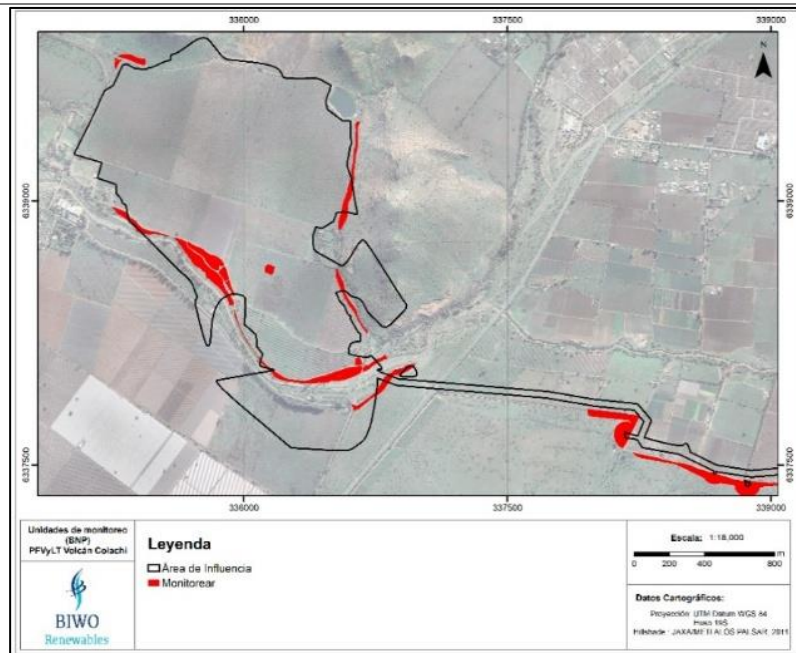 336000 337500 339000
N
6339000 6339000
6337500 6337500
336000 337500 339000
Unidades de monitoreo
(BNP)
PFVyLT Volcán Colachi
BIWO
Renewables
Leyenda
Área de Influencia
Monitorear
Escala: 1:18,000
m
0 200 400 600 800
Datos Cartográficos:
Proyección: UTM Datum WGS 84
Huso 19S
Hillshade : JAXA/METI ALOS PALSAR, 2011